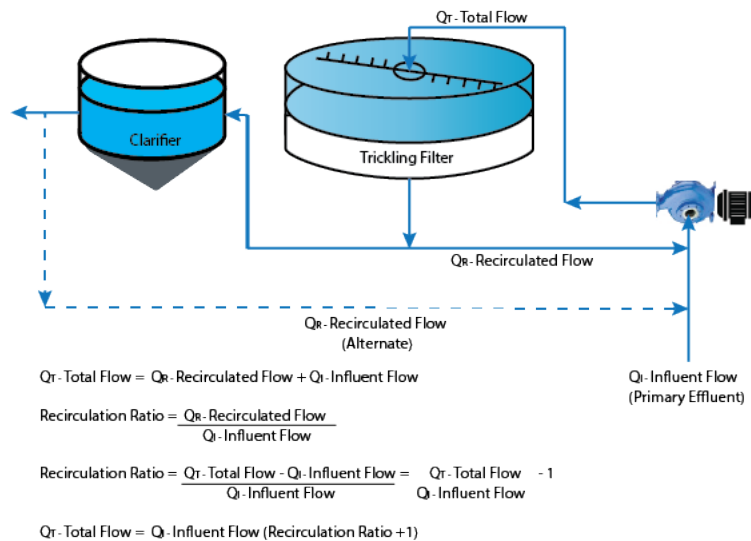 QT - Total Flow
Clarifier
Trickling Filter
QR - Recirculated Flow
QR - Recirculated Flow
(Alternate)
QI - Influent Flow
(Primary Effluent)
QT - Total Flow = QR - Recirculated Flow + QI - Influent Flow
Recirculation Ratio = QR - Recirculated Flow
QI - Influent Flow
Recirculation Ratio = QT - Total Flow - QI - Influent Flow = QT - Total Flow - 1
QI - Influent Flow QI - Influent Flow
QT - Total Flow = QI - Influent Flow (Recirculation Ratio +1)